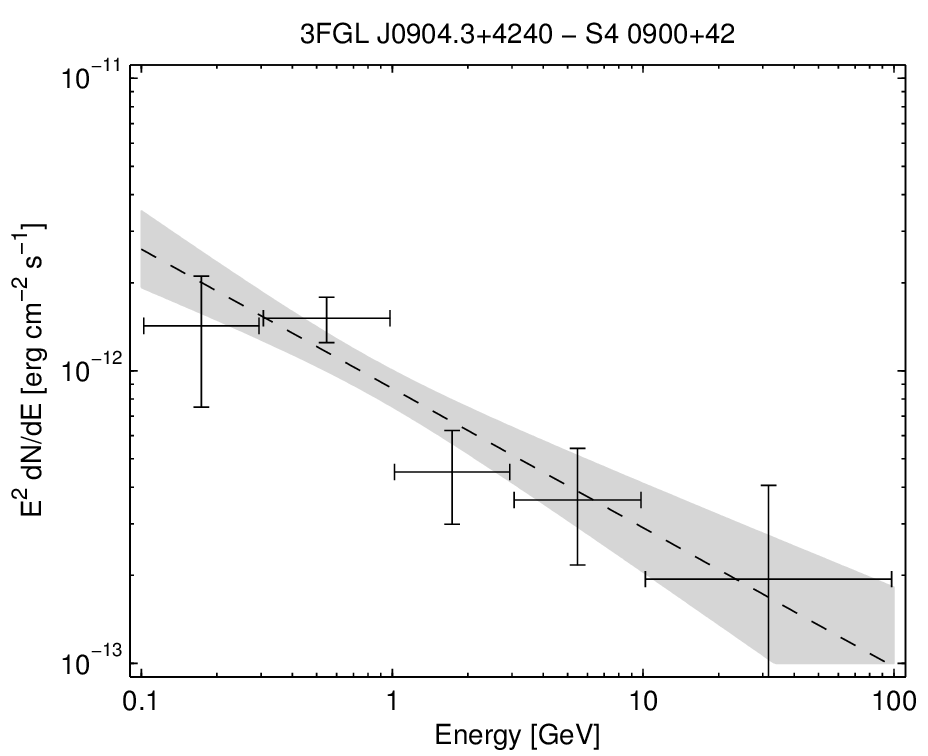 3FGL J0904.3+4240 − S4 0900+42
10⁻¹¹
10⁻¹²
10⁻¹³
E² dN/dE [erg cm⁻² s⁻¹]
0.1 1 10 100
Energy [GeV]